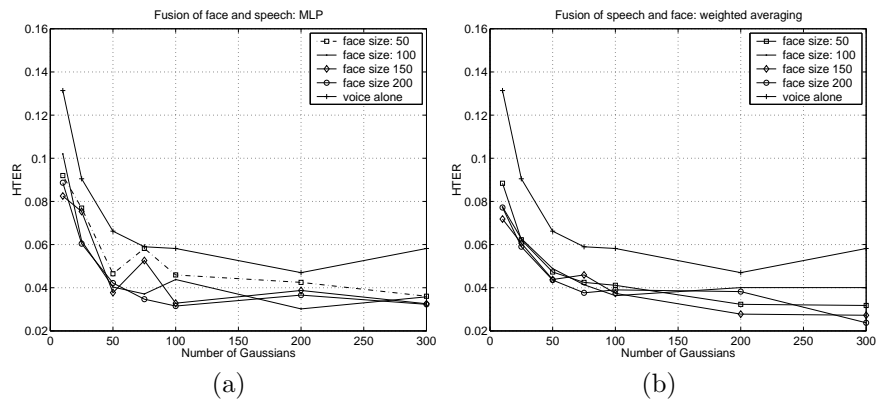 Fusion of face and speech: MLP
0.16
0.14
0.12
0.1
0.08
0.06
0.04
0.02
HTER
0
50
100
150
200
250
300
Number of Gaussians
face size: 50
face size: 100
face size 150
face size 200
voice alone
(a)
Fusion of speech and face: weighted averaging
0.16
0.14
0.12
0.1
0.08
0.06
0.04
0.02
HTER
0
50
100
150
200
250
300
Number of Gaussians
face size: 50
face size: 100
face size 150
face size 200
voice alone
(b)